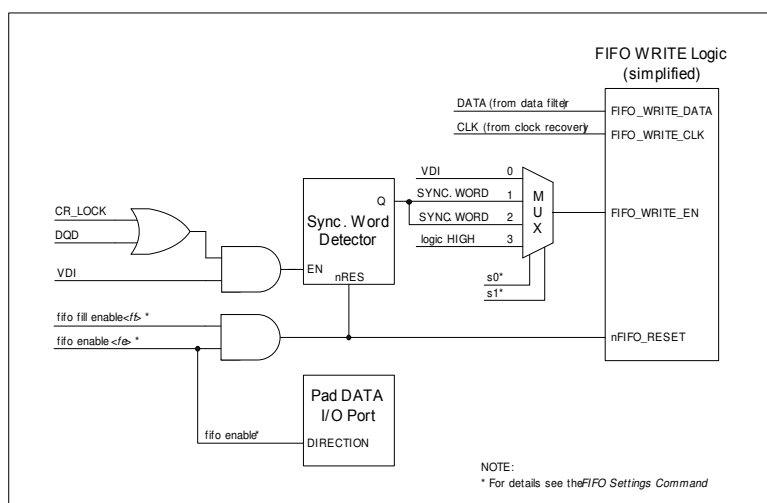 FIFO WRITE Logic
(simplified)
DATA (from data filter)
FIFO_WRITE_DATA
CLK (from clock recovery)
FIFO_WRITE_CLK
VDI
0
Q
SYNC. WORD
1
M
CR_LOCK
Sync. Word
SYNC. WORD
2
U
FIFO_WRITE_EN
DQD
Detector
logic HIGH
3
X
VDI
EN
nRES
s0*
s1*
fifo fill enable <ff> *
fifo enable <fe> *
nFIFO_RESET
Pad DATA
I/O Port
fifo enable*
DIRECTION
NOTE:
* For details see the FIFO Settings Command